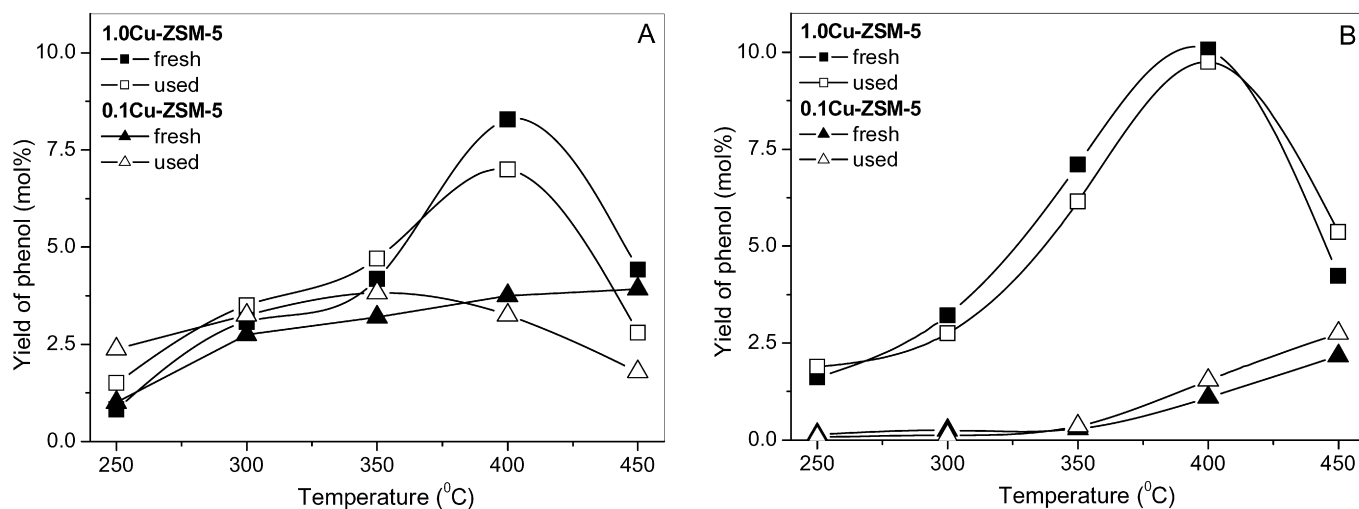 A
1.0Cu-ZSM-5
fresh
used
0.1Cu-ZSM-5
fresh
used
Yield of phenol (mol%)
10.0
7.5
5.0
2.5
0.0
250 300 350 400 450
Temperature (⁰C)
B
1.0Cu-ZSM-5
fresh
used
0.1Cu-ZSM-5
fresh
used
Yield of phenol (mol%)
10.0
7.5
5.0
2.5
0.0
250 300 350 400 450
Temperature (⁰C)